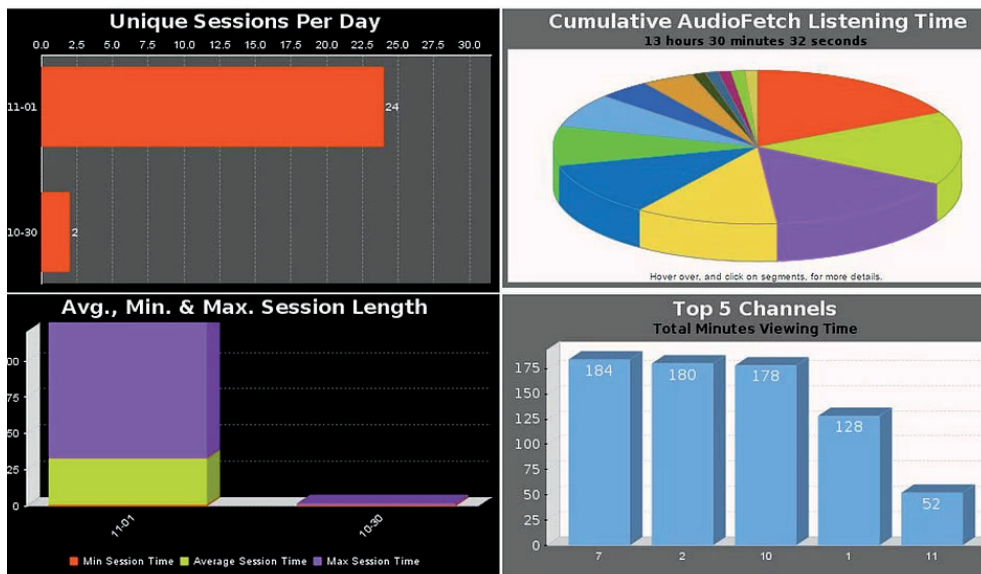 Unique Sessions Per Day
0.0 2.5 5.0 7.5 10.0 12.5 15.0 17.5 20.0 22.5 25.0 27.5 30.0
11-01 24
10-30 2
Cumulative AudioFetch Listening Time
13 hours 30 minutes 32 seconds
Hover over, and click on segments, for more details.
Avg., Min. & Max. Session Length
75
50
25
0
11-01 10-30
Min Session Time Average Session Time Max Session Time
Top 5 Channels
Total Minutes Viewing Time
175
150
125
100
75
50
25
0
184 180 178 128 52
7 2 10 1 11